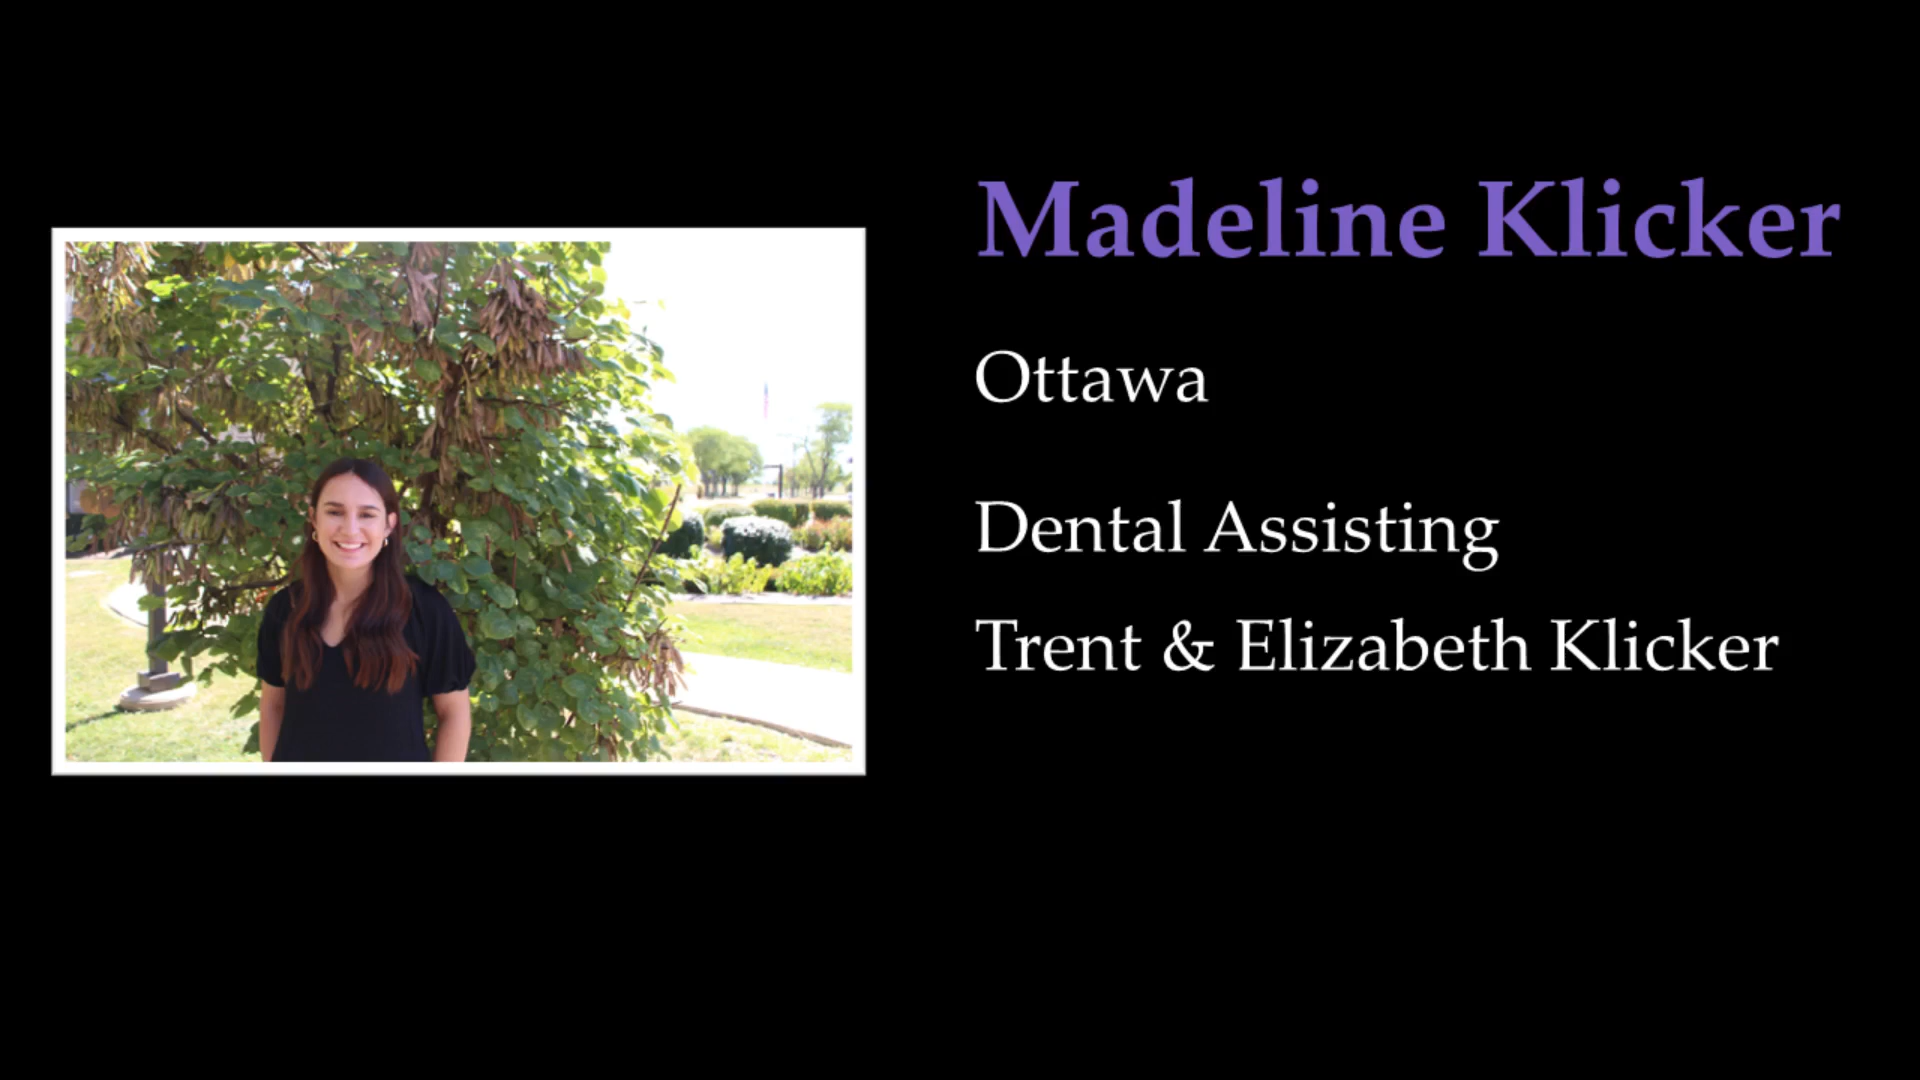 Madeline Klicker
Ottawa
Dental Assisting
Trent & Elizabeth Klicker